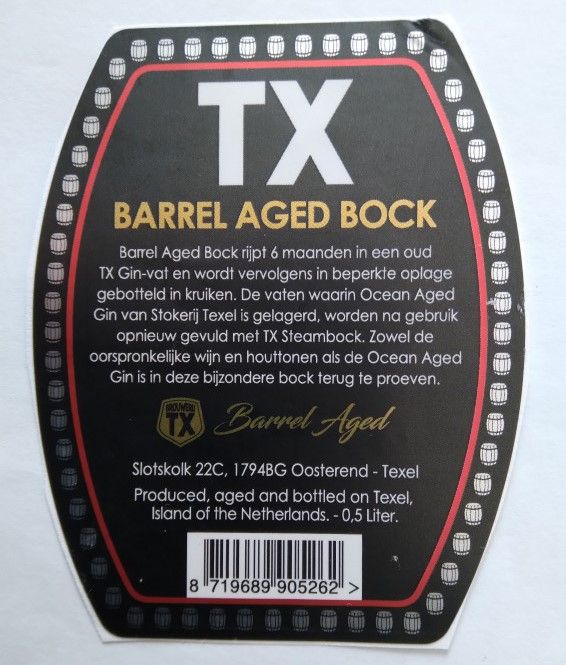 TX
BARREL AGED BOCK
Barrel Aged Bock rijpt 6 maanden in een oud
TX Gin-vat en wordt vervolgens in beperkte oplage
gebotteld in kruiken. De vaten waarin Ocean Aged
Gin van Stokerij Texel is gelagerd, worden na gebruik
opnieuw gevuld met TX Steambock. Zowel de
oorspronkelijke wijn en houttonen als de Ocean Aged
Gin is in deze bijzondere bock terug te proeven.
BROUWERIJ
TX
Barrel Aged
Slotskolk 22C, 1794BG Oosterend - Texel
Produced, aged and bottled on Texel,
Island of the Netherlands. - 0,5 Liter.
8 719689 905262 >